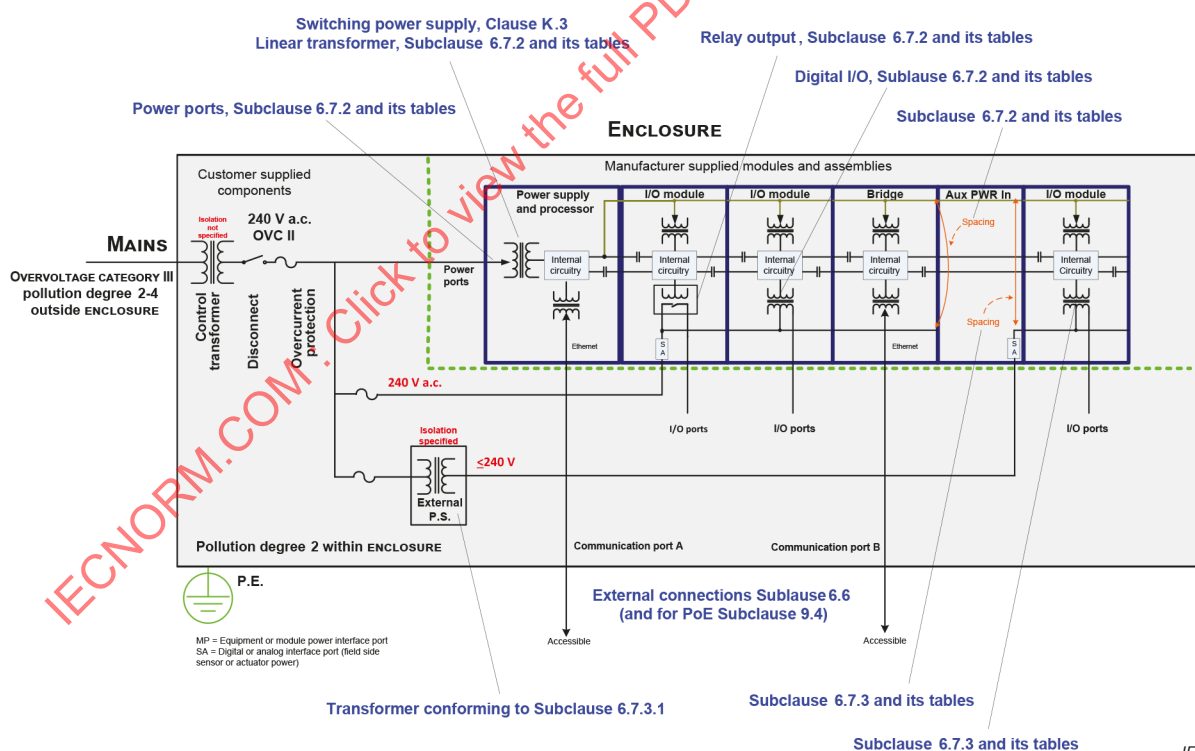 Switching power supply, Clause K.3
Linear transformer, Subclause 6.7.2 and its tables
Relay output , Subclause 6.7.2 and its tables
Digital I/O, Sublause 6.7.2 and its tables
Power ports, Subclause 6.7.2 and its tables
Subclause 6.7.2 and its tables
ENCLOSURE
Customer supplied
components
Manufacturer supplied modules and assemblies
Power supply
and processor
I/O module
I/O module
Bridge
Aux PWR In
I/O module
Isolation
not
specified
240 V a.c.
OVC II
Spacing
MAINS
OVERVOLTAGE CATEGORY III
pollution degree 2-4
outside ENCLOSURE
Power
ports
Internal
circuitry
Internal
circuitry
Internal
circuitry
Internal
circuitry
Internal
Circuitry
Control
transformer
Disconnect
Overcurrent
protection
Spacing
Ethernet
S
A
Ethernet
S
A
240 V a.c.
I/O ports
I/O ports
I/O ports
Isolation
specified
≤240 V
External
P.S.
Pollution degree 2 within ENCLOSURE
Communication port A
Communication port B
P.E.
External connections Sublause 6.6
(and for PoE Subclause 9.4)
MP = Equipment or module power interface port
SA = Digital or analog interface port (field side
sensor or actuator power)
Accessible
Accessible
Transformer conforming to Subclause 6.7.3.1
Subclause 6.7.3 and its tables
Subclause 6.7.3 and its tables
IECNORM.COM : Click to view the full PD